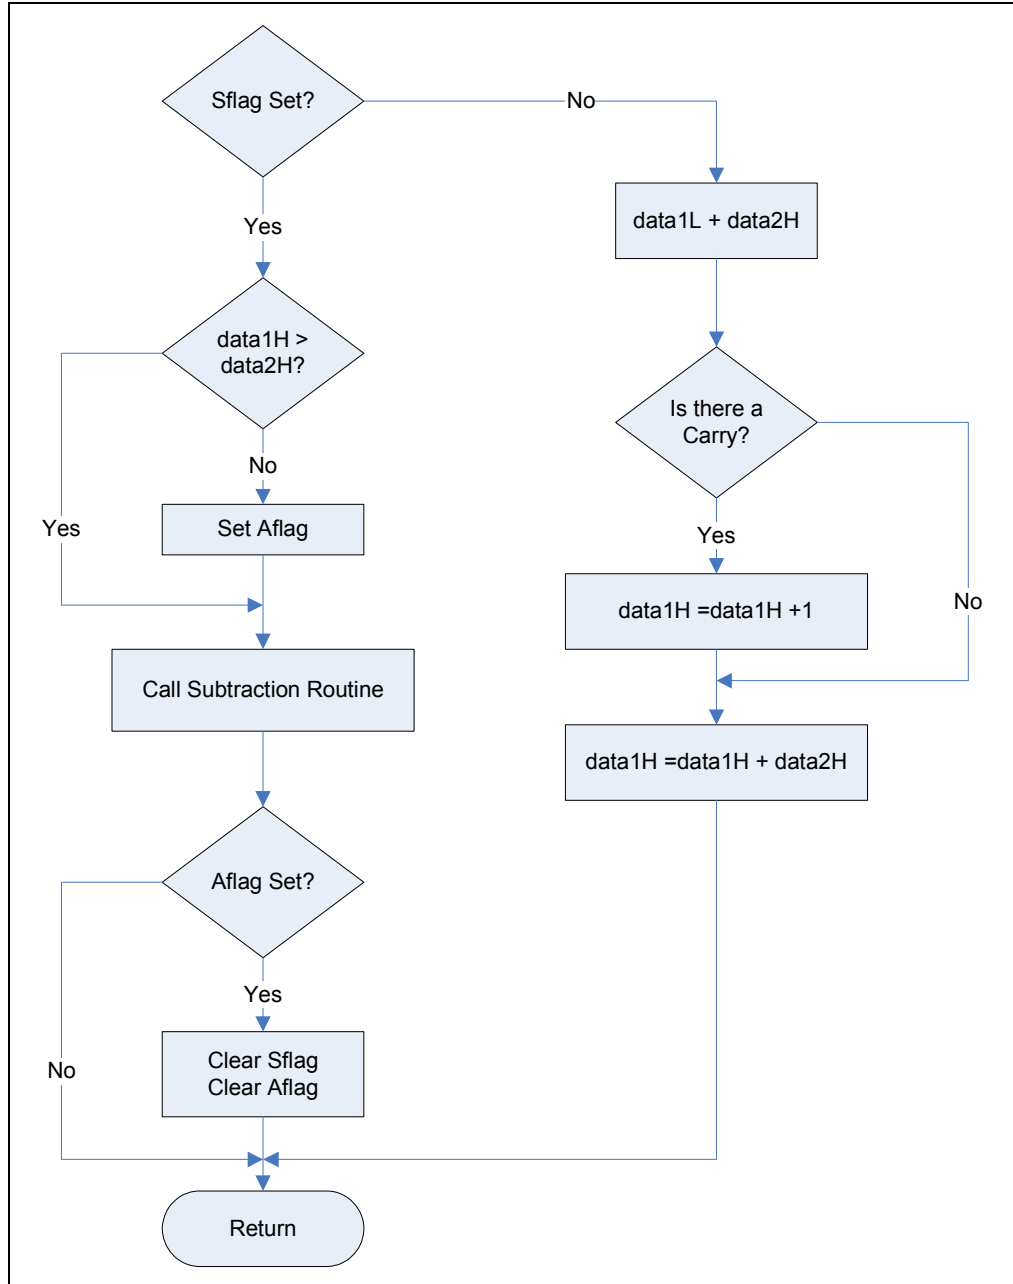 Sflag Set?
No
data1L + data2H
Yes
data1H >
data2H?
Is there a
Carry?
No
Yes
Set Aflag
Yes
data1H =data1H +1
No
Call Subtraction Routine
data1H =data1H + data2H
Aflag Set?
Yes
No
Clear Sflag
Clear Aflag
Return